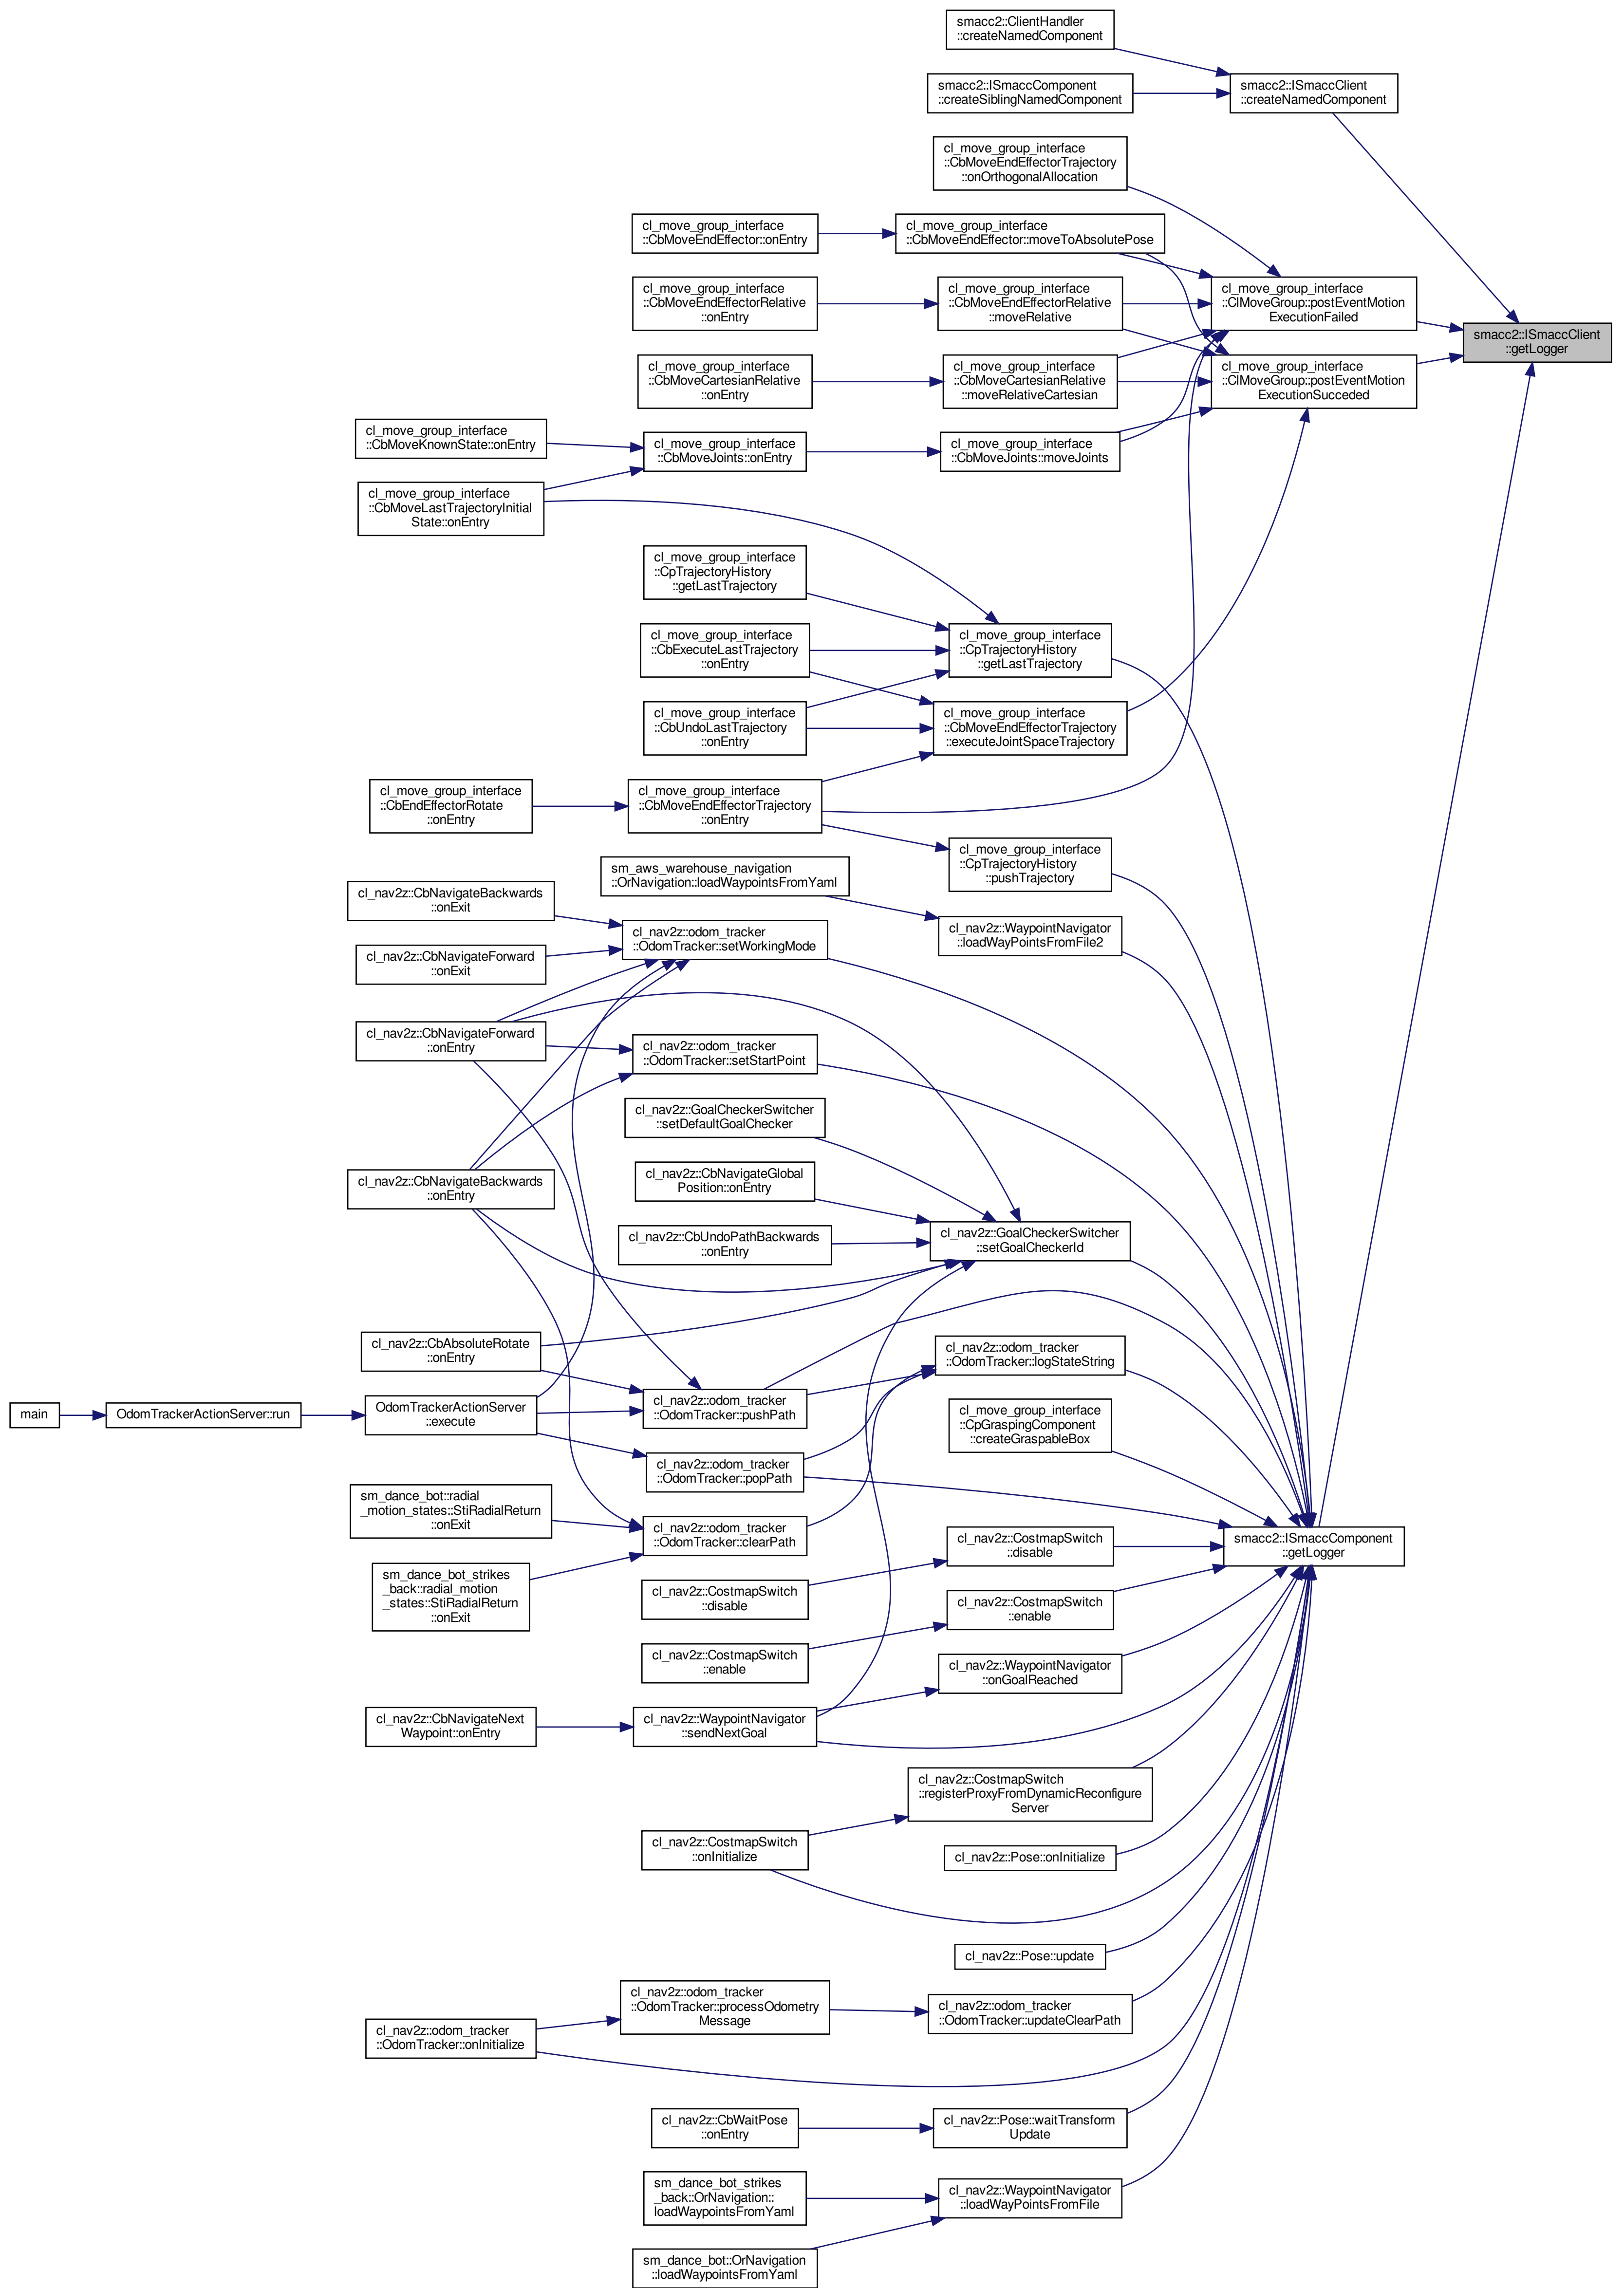 smacc2::ClientHandler
::createNamedComponent
smacc2::ISmaccComponent
::createSiblingNamedComponent
smacc2::ISmaccClient
::createNamedComponent
cl_move_group_interface
::CbMoveEndEffectorTrajectory
::onOrthogonalAllocation
cl_move_group_interface
::CbMoveEndEffector::onEntry
cl_move_group_interface
::CbMoveEndEffector::moveToAbsolutePose
cl_move_group_interface
::CbMoveEndEffectorRelative
::onEntry
cl_move_group_interface
::CbMoveEndEffectorRelative
::moveRelative
cl_move_group_interface
::ClMoveGroup::postEventMotion
ExecutionFailed
smacc2::ISmaccClient
::getLogger
cl_move_group_interface
::CbMoveCartesianRelative
::onEntry
cl_move_group_interface
::CbMoveCartesianRelative
::moveRelativeCartesian
cl_move_group_interface
::ClMoveGroup::postEventMotion
ExecutionSucceded
cl_move_group_interface
::CbMoveKnownState::onEntry
cl_move_group_interface
::CbMoveJoints::onEntry
cl_move_group_interface
::CbMoveJoints::moveJoints
cl_move_group_interface
::CbMoveLastTrajectoryInitial
State::onEntry
cl_move_group_interface
::CpTrajectoryHistory
::getLastTrajectory
cl_move_group_interface
::CbExecuteLastTrajectory
::onEntry
cl_move_group_interface
::CpTrajectoryHistory
::getLastTrajectory
cl_move_group_interface
::CbUndoLastTrajectory
::onEntry
cl_move_group_interface
::CbMoveEndEffectorTrajectory
::executeJointSpaceTrajectory
cl_move_group_interface
::CbEndEffectorRotate
::onEntry
cl_move_group_interface
::CbMoveEndEffectorTrajectory
::onEntry
cl_move_group_interface
::CpTrajectoryHistory
::pushTrajectory
sm_aws_warehouse_navigation
::OrNavigation::loadWaypointsFromYaml
cl_nav2z::WaypointNavigator
::loadWayPointsFromFile2
cl_nav2z::CbNavigateBackwards
::onExit
cl_nav2z::odom_tracker
::OdomTracker::setWorkingMode
cl_nav2z::CbNavigateForward
::onExit
cl_nav2z::CbNavigateForward
::onEntry
cl_nav2z::odom_tracker
::OdomTracker::setStartPoint
cl_nav2z::GoalCheckerSwitcher
::setDefaultGoalChecker
cl_nav2z::CbNavigateBackwards
::onEntry
cl_nav2z::CbNavigateGlobal
Position::onEntry
cl_nav2z::CbUndoPathBackwards
::onEntry
cl_nav2z::GoalCheckerSwitcher
::setGoalCheckerId
cl_nav2z::CbAbsoluteRotate
::onEntry
cl_nav2z::odom_tracker
::OdomTracker::logStateString
main
OdomTrackerActionServer::run
OdomTrackerActionServer
::execute
cl_nav2z::odom_tracker
::OdomTracker::pushPath
cl_move_group_interface
::CpGraspingComponent
::createGraspableBox
cl_nav2z::odom_tracker
::OdomTracker::popPath
sm_dance_bot::radial
_motion_states::StiRadialReturn
::onExit
cl_nav2z::odom_tracker
::OdomTracker::clearPath
cl_nav2z::CostmapSwitch
::disable
smacc2::ISmaccComponent
::getLogger
sm_dance_bot_strikes
_back::radial_motion
_states::StiRadialReturn
::onExit
cl_nav2z::CostmapSwitch
::disable
cl_nav2z::CostmapSwitch
::enable
cl_nav2z::CostmapSwitch
::enable
cl_nav2z::WaypointNavigator
::onGoalReached
cl_nav2z::CbNavigateNext
Waypoint::onEntry
cl_nav2z::WaypointNavigator
::sendNextGoal
cl_nav2z::CostmapSwitch
::registerProxyFromDynamicReconfigure
Server
cl_nav2z::CostmapSwitch
::onInitialize
cl_nav2z::Pose::onInitialize
cl_nav2z::Pose::update
cl_nav2z::odom_tracker
::OdomTracker::processOdometry
Message
cl_nav2z::odom_tracker
::OdomTracker::updateClearPath
cl_nav2z::odom_tracker
::OdomTracker::onInitialize
cl_nav2z::CbWaitPose
::onEntry
cl_nav2z::Pose::waitTransform
Update
sm_dance_bot_strikes
_back::OrNavigation::
loadWaypointsFromYaml
cl_nav2z::WaypointNavigator
::loadWayPointsFromFile
sm_dance_bot::OrNavigation
::loadWaypointsFromYaml